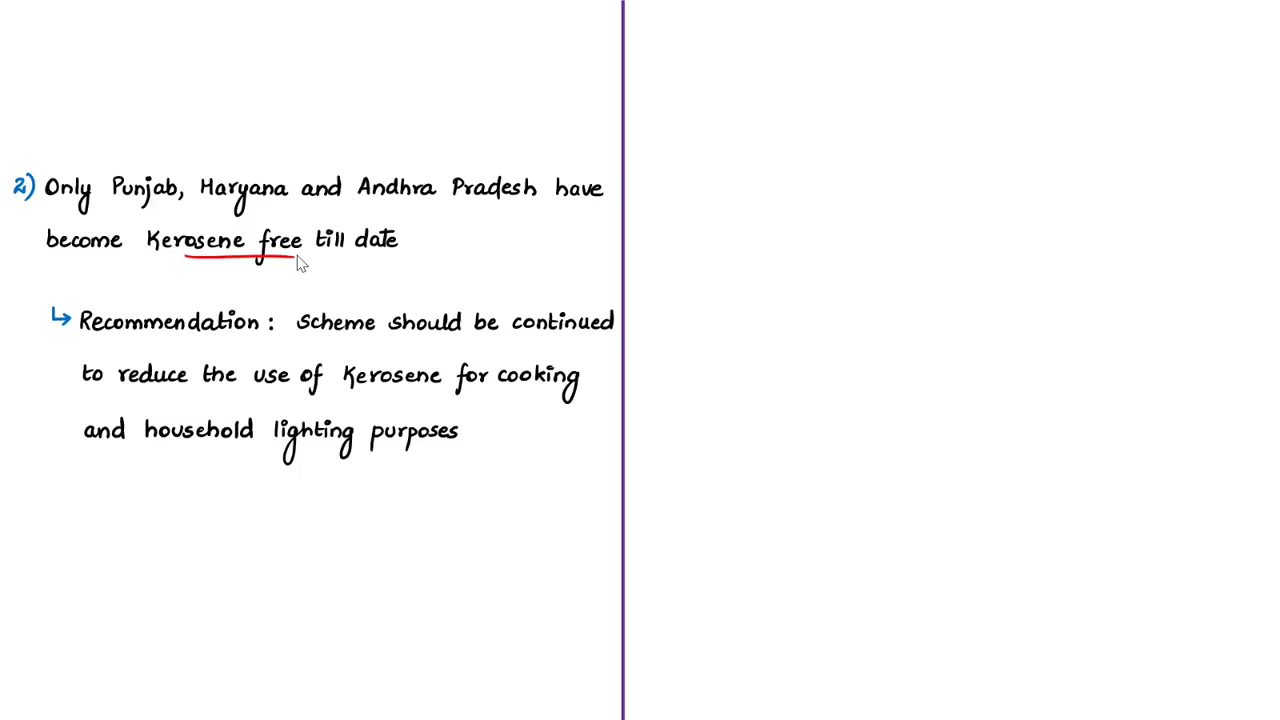 2) Only Punjab, Haryana and Andhra Pradesh have
become Kerosene free till date
↳ Recommendation: Scheme should be continued
to reduce the use of Kerosene for cooking
and household lighting purposes